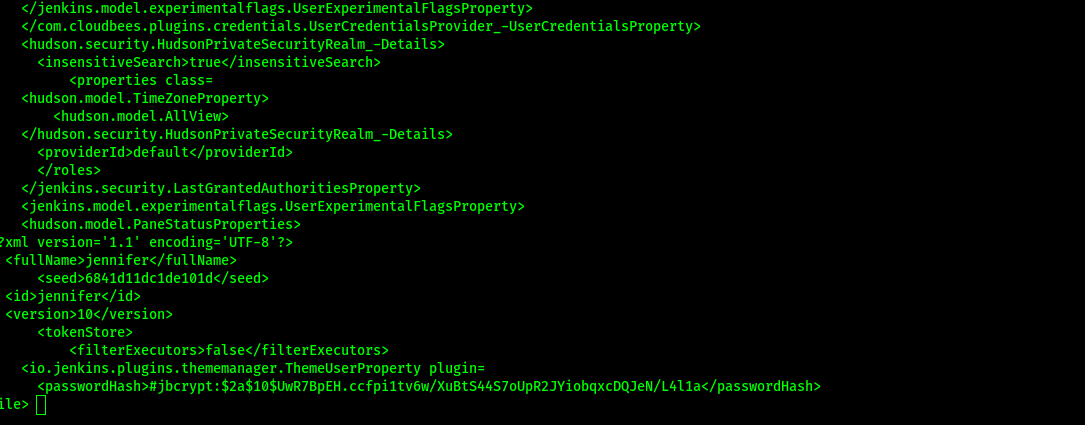 </jenkins.model.experimentalflags.UserExperimentalFlagsProperty>
</com.cloudbees.plugins.credentials.UserCredentialsProvider_-UserCredentialsProperty>
<hudson.security.HudsonPrivateSecurityRealm_-Details>
<insensitiveSearch>true</insensitiveSearch>
<properties class=
<hudson.model.TimeZoneProperty>
<hudson.model.AllView>
</hudson.security.HudsonPrivateSecurityRealm_-Details>
<providerId>default</providerId>
</roles>
</jenkins.security.LastGrantedAuthoritiesProperty>
<jenkins.model.experimentalflags.UserExperimentalFlagsProperty>
<hudson.model.PaneStatusProperties>
?xml version='1.1' encoding='UTF-8'?>
<fullName>jennifer</fullName>
<seed>6841d11dc1de101d</seed>
<id>jennifer</id>
<version>10</version>
<tokenStore>
<filterExecutors>false</filterExecutors>
<io.jenkins.plugins.thememanager.ThemeUserProperty plugin=
<passwordHash>#jbcrypt:$2a$10$UwR7BpEH.ccfpi1tv6w/XuBtS44S7oUpR2JYiobqxcDQJeN/L4l1a</passwordHash>
ile>